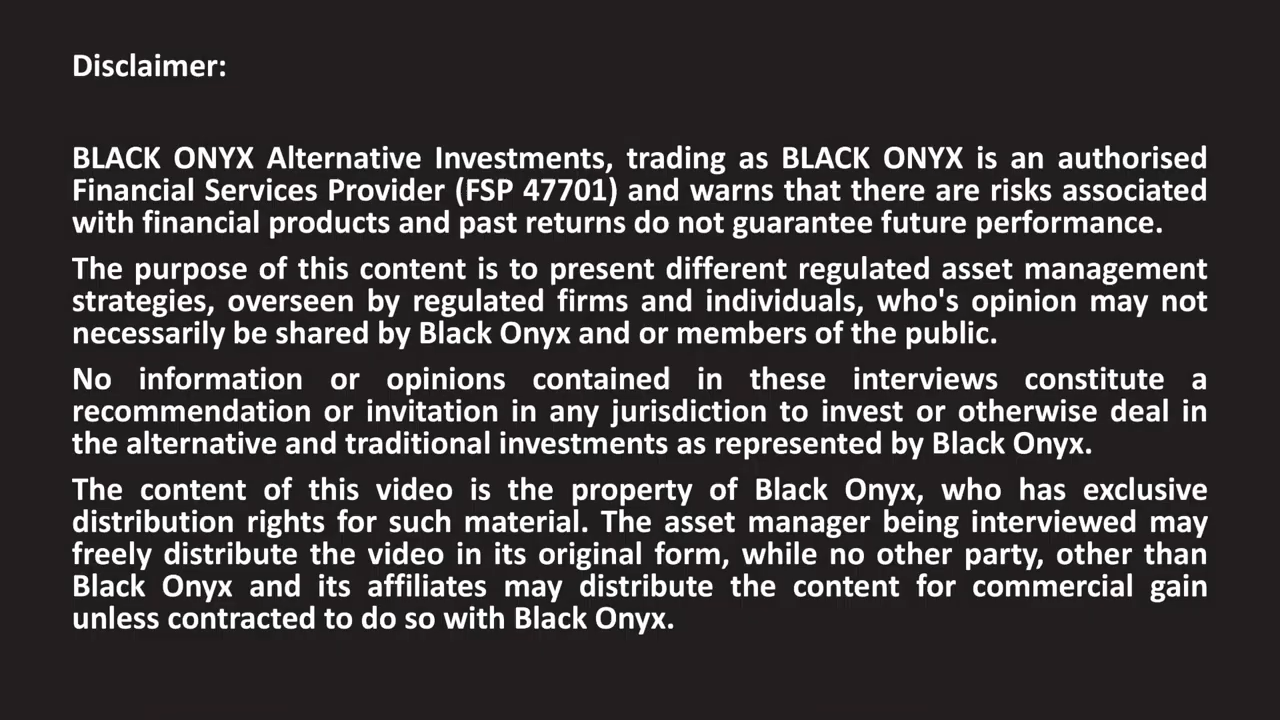 Disclaimer:
BLACK ONYX Alternative Investments, trading as BLACK ONYX is an authorised
Financial Services Provider (FSP 47701) and warns that there are risks associated
with financial products and past returns do not guarantee future performance.
The purpose of this content is to present different regulated asset management
strategies, overseen by regulated firms and individuals, who's opinion may not
necessarily be shared by Black Onyx and or members of the public.
No information or opinions contained in these interviews constitute a
recommendation or invitation in any jurisdiction to invest or otherwise deal in
the alternative and traditional investments as represented by Black Onyx.
The content of this video is the property of Black Onyx, who has exclusive
distribution rights for such material. The asset manager being interviewed may
freely distribute the video in its original form, while no other party, other than
Black Onyx and its affiliates may distribute the content for commercial gain
unless contracted to do so with Black Onyx.